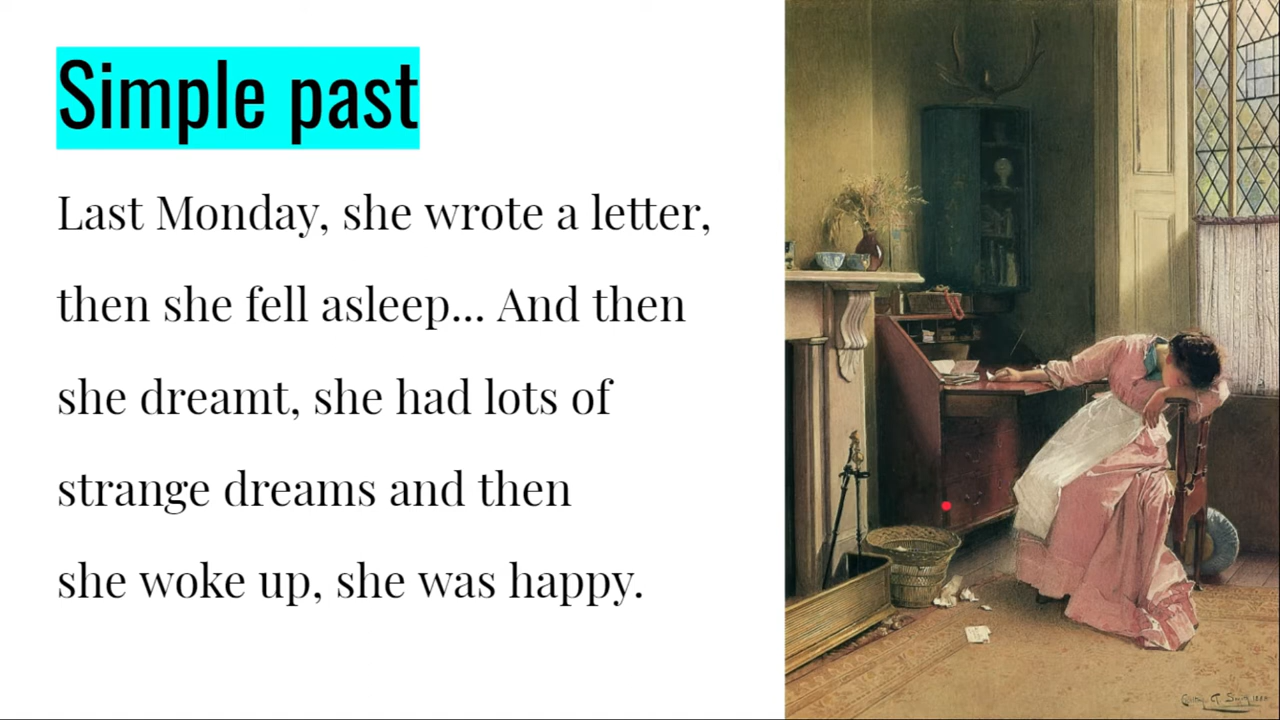 Simple past
Last Monday, she wrote a letter,
then she fell asleep... And then
she dreamt, she had lots of
strange dreams and then
she woke up, she was happy.